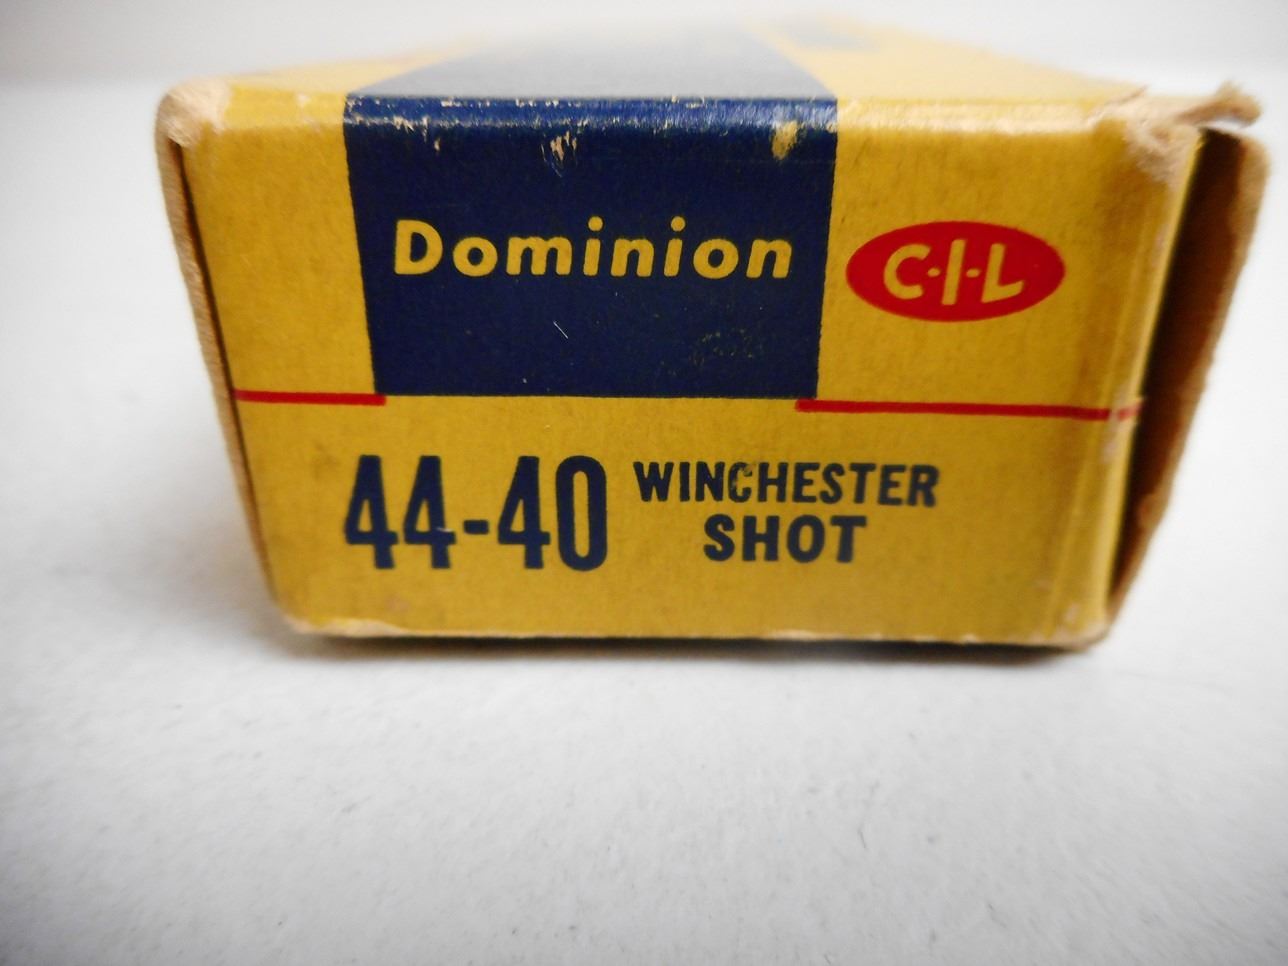 Dominion
C-I-L
44-40 WINCHESTER
SHOT